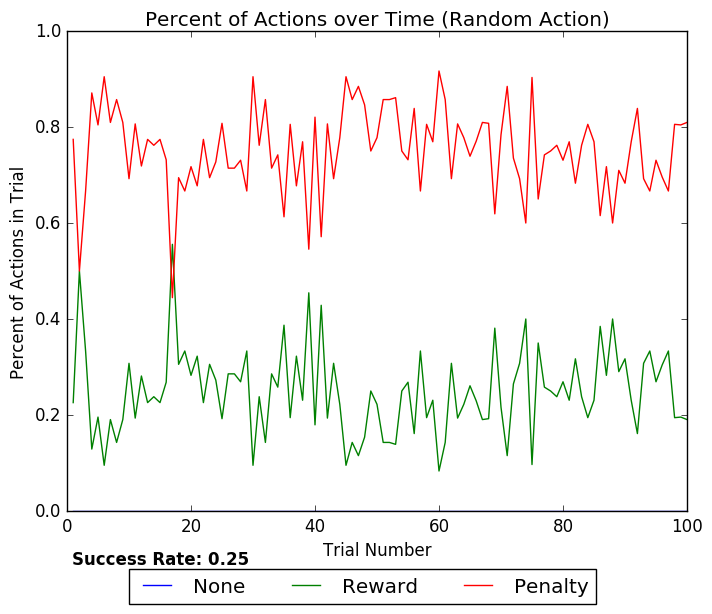 Percent of Actions over Time (Random Action)
Percent of Actions in Trial
1.0
0.8
0.6
0.4
0.2
0.0
0 20 40 60 80 100
Trial Number
Success Rate: 0.25
None Reward Penalty